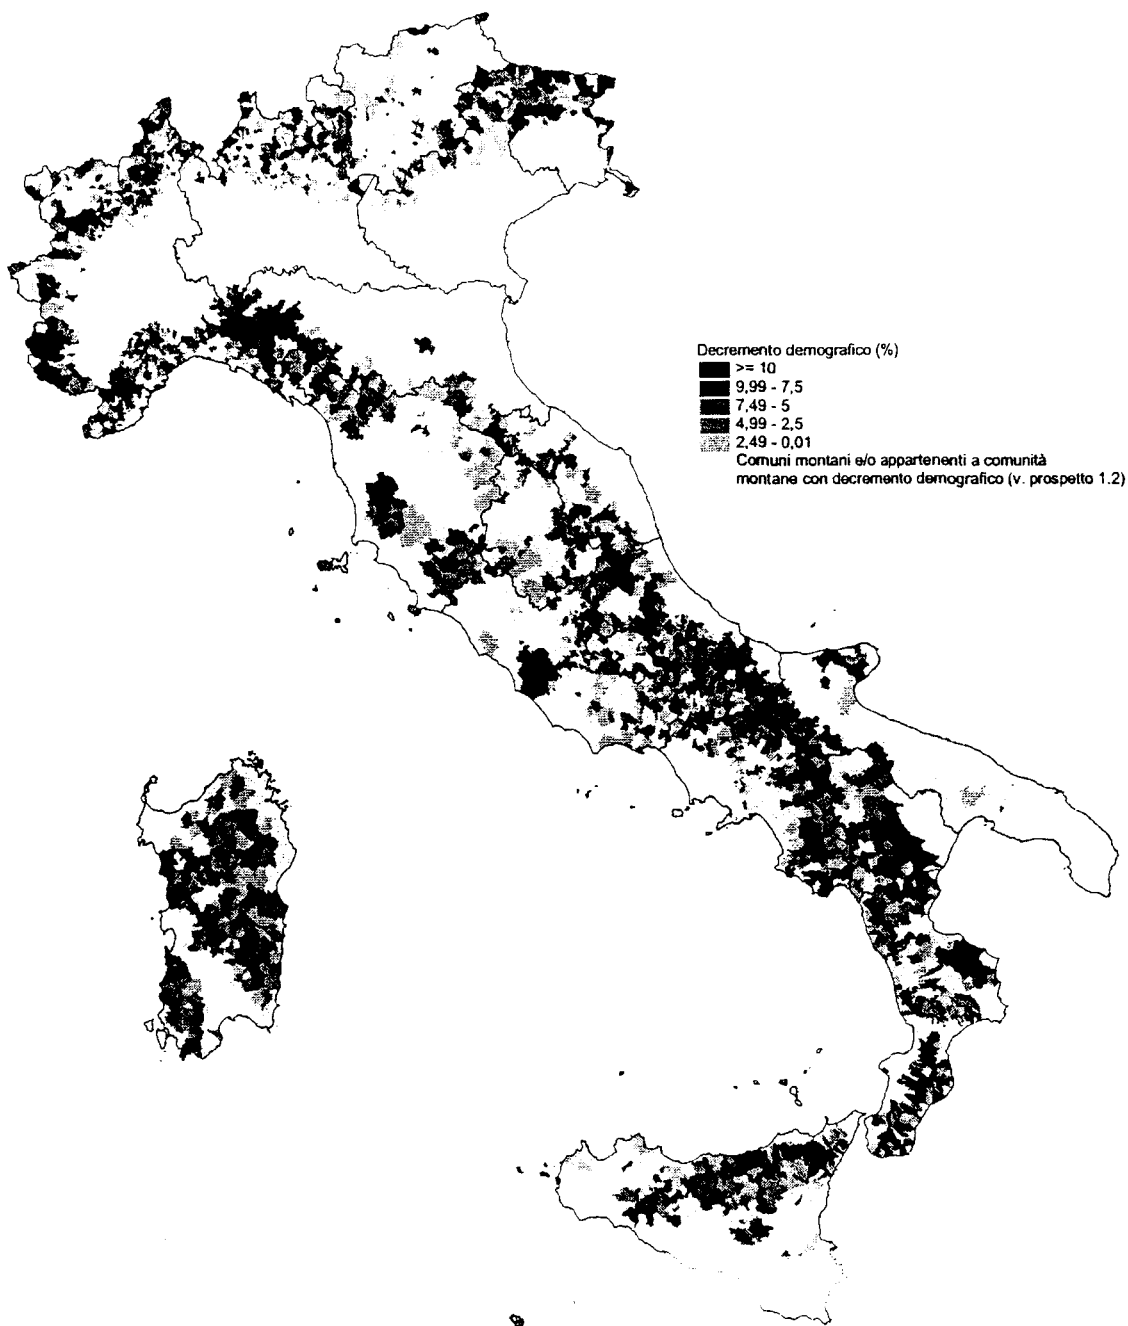 Decremento demografico (%)
>= 10
9,99 - 7,5
7,49 - 5
4,99 - 2,5
2,49 - 0,01
Comuni montani e/o appartenenti a comunità
montane con decremento demografico (v. prospetto 1.2)